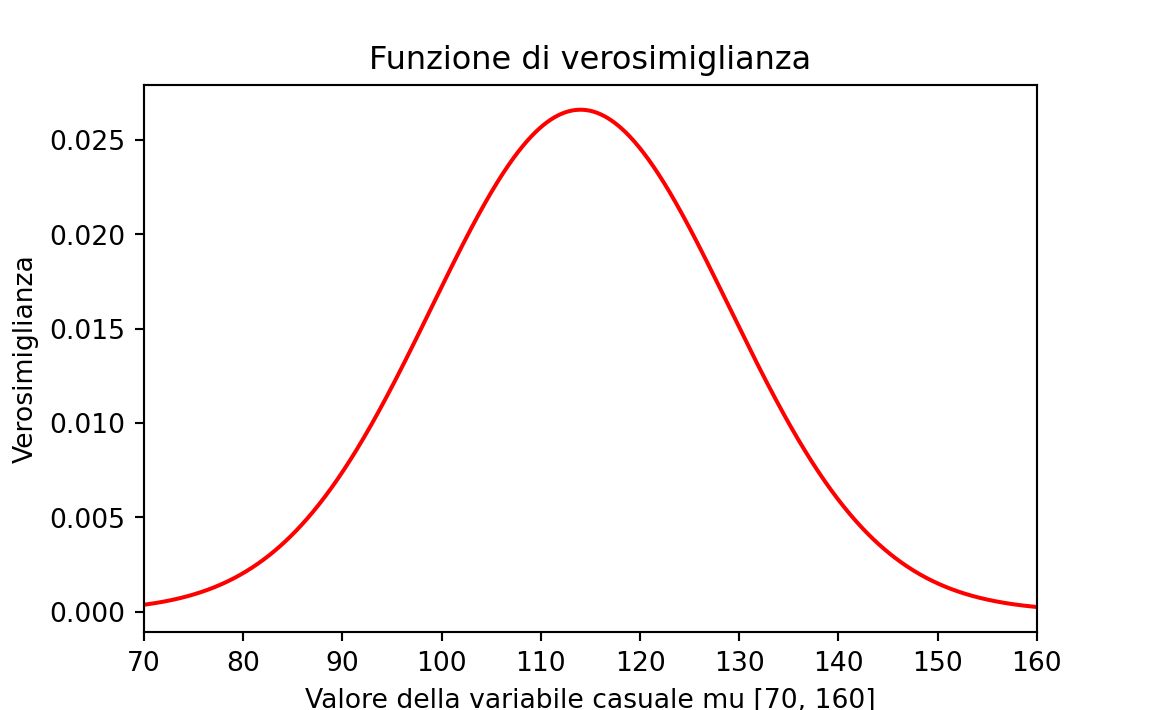 Funzione di verosimiglianza
Verosimiglianza
0.025
0.020
0.015
0.010
0.005
0.000
70 80 90 100 110 120 130 140 150 160
Valore della variabile casuale mu [70, 160]